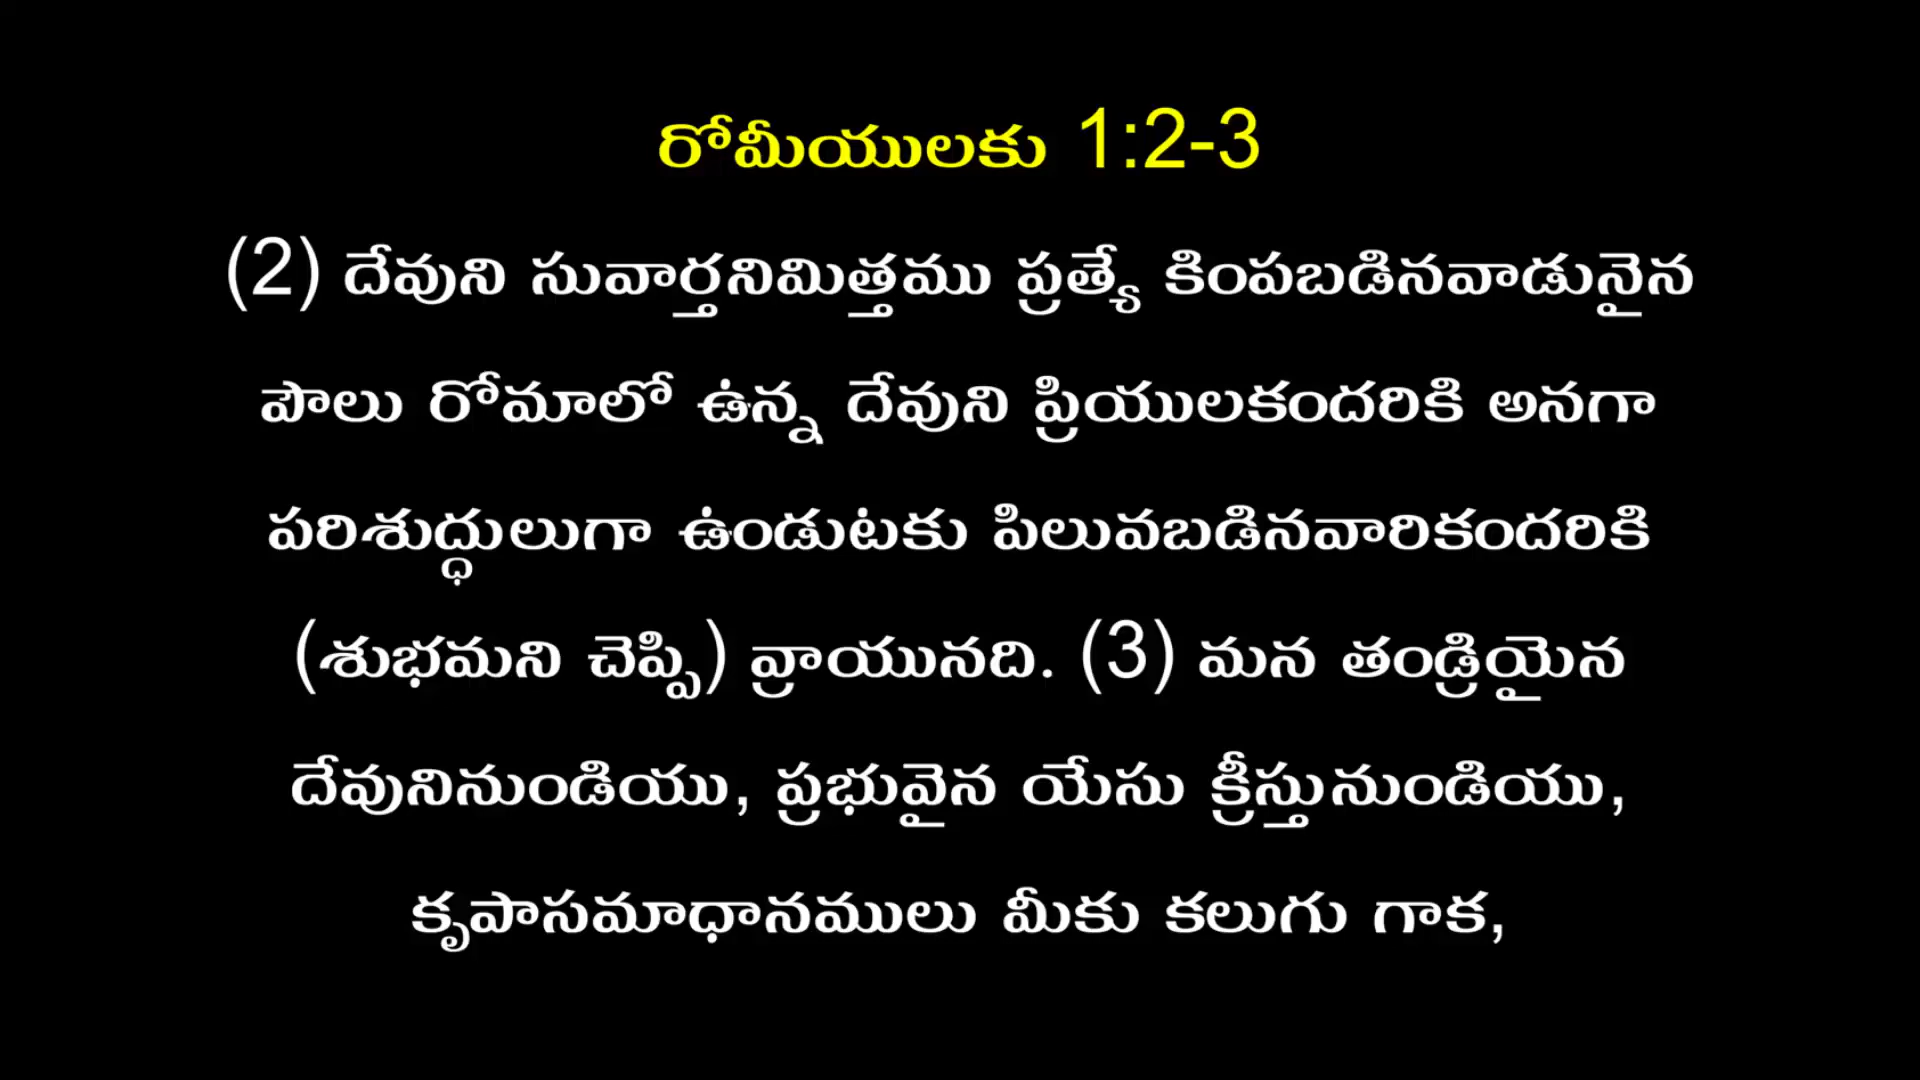 రోమీయులకు 1:2-3
(2) దేవుని సువార్తనిమిత్తము ప్రత్యే కింపబడినవాడునైన
పౌలు రోమాలో ఉన్న దేవుని ప్రియులకందరికి అనగా
పరిశుద్ధులుగా ఉండుటకు పిలువబడినవారికందరికి
(శుభమని చెప్పి) వ్రాయునది. (3) మన తండ్రియైన
దేవునినుండియు, ప్రభువైన యేసు క్రీస్తునుండియు,
కృపాసమాధానములు మీకు కలుగు గాక,